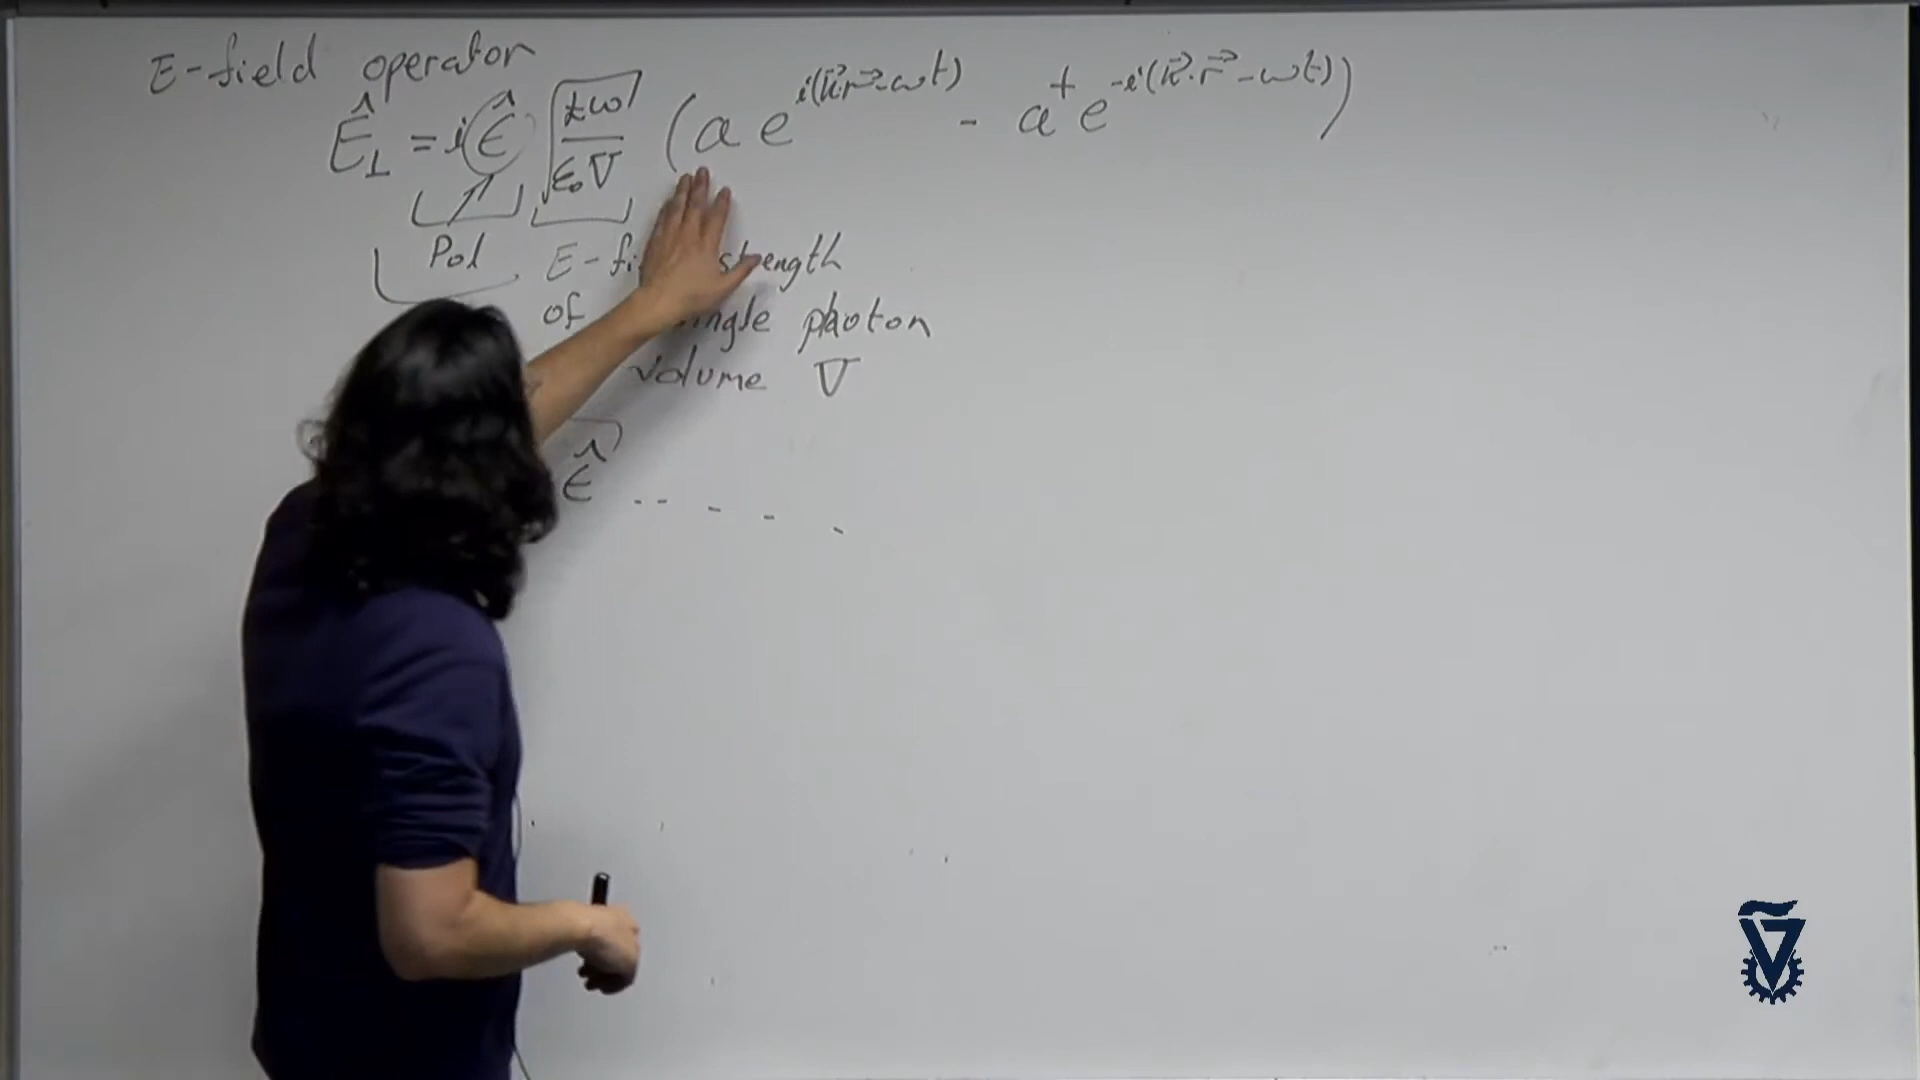 E-field operator
Ê⊥ = i ε̂ √(ħω/ε₀V) (a e^{i(k⃗·r⃗-ωt)} - a† e^{-i(k⃗·r⃗-ωt)})
Pol
E-fi strength
of ingle photon
volume V
ε̂ -- - - -